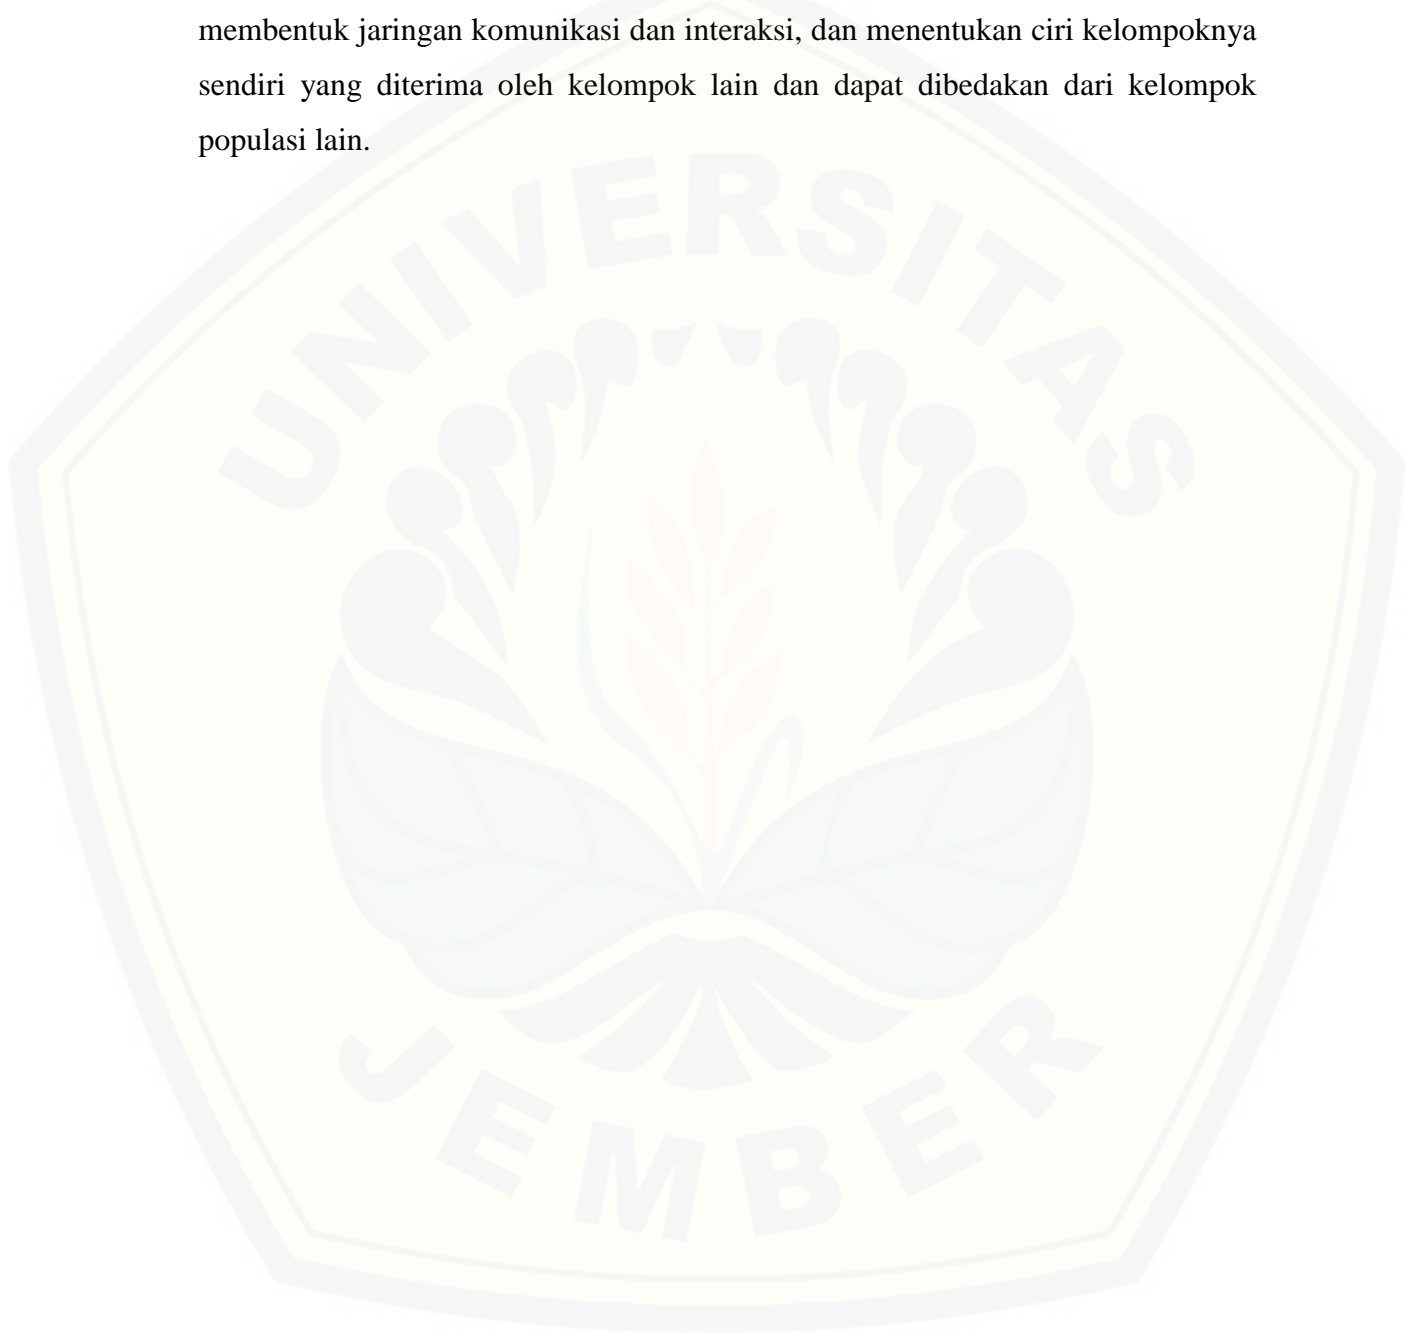 membentuk jaringan komunikasi dan interaksi, dan menentukan ciri kelompoknya
sendiri yang diterima oleh kelompok lain dan dapat dibedakan dari kelompok
populasi lain.
UNIVERSITAS
JEMBER